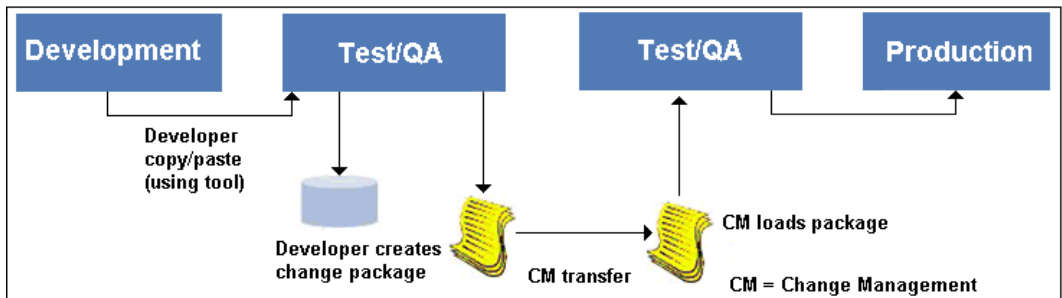 Development
Test/QA
Test/QA
Production
Developer
copy/paste
(using tool)
Developer creates
change package
CM transfer
CM loads package
CM = Change Management